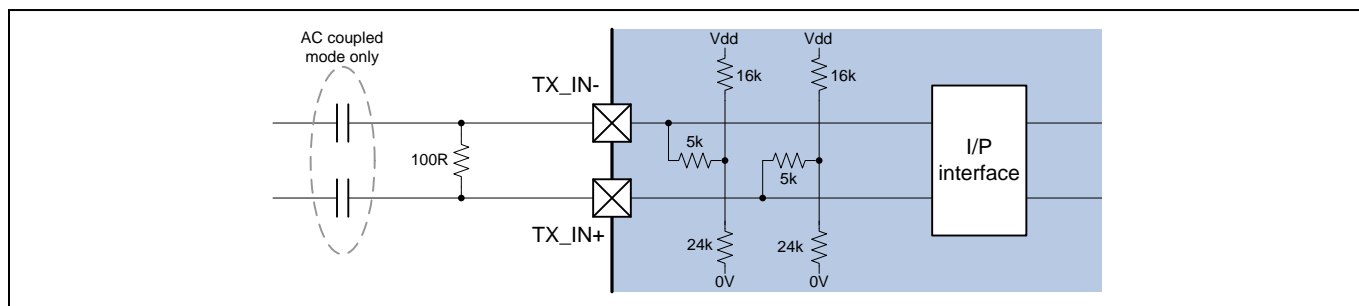 AC coupled
mode only
Vdd
Vdd
16k
16k
TX_IN-
5k
100R
5k
I/P
interface
TX_IN+
24k
24k
0V
0V